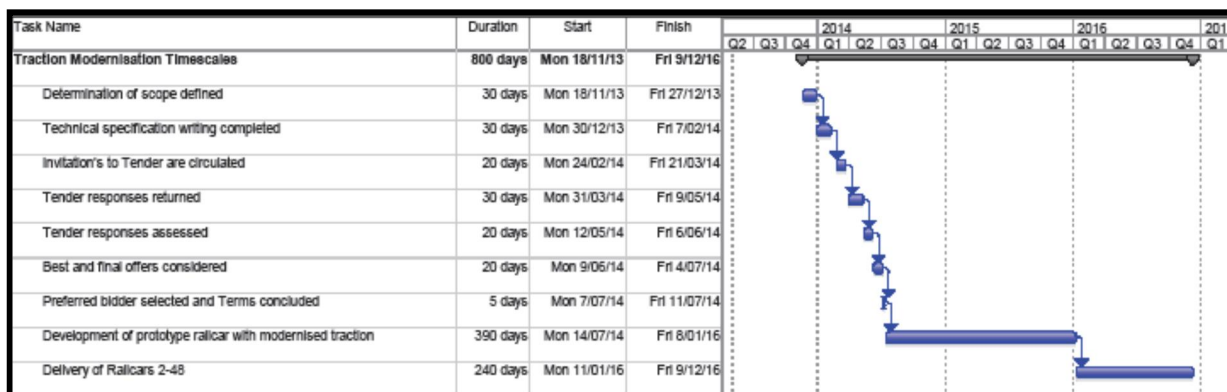 Task Name Duration Start Finish 2014 2015 2016 201
Q2 Q3 Q4 Q1 Q2 Q3 Q4 Q1 Q2 Q3 Q4 Q1 Q2 Q3 Q4 Q1
Traction Modernisation Timescales 800 days Mon 18/11/13 Fri 9/12/16
Determination of scope defined 30 days Mon 18/11/13 Fri 27/12/13
Technical specification writing completed 30 days Mon 30/12/13 Fri 7/02/14
Invitation's to Tender are circulated 20 days Mon 24/02/14 Fri 21/03/14
Tender responses returned 30 days Mon 31/03/14 Fri 9/05/14
Tender responses assessed 20 days Mon 12/05/14 Fri 6/06/14
Best and final offers considered 20 days Mon 9/06/14 Fri 4/07/14
Preferred bidder selected and Terms concluded 5 days Mon 7/07/14 Fri 11/07/14
Development of prototype railcar with modernised traction 390 days Mon 14/07/14 Fri 8/01/16
Delivery of Railcars 2-48 240 days Mon 11/01/16 Fri 9/12/16